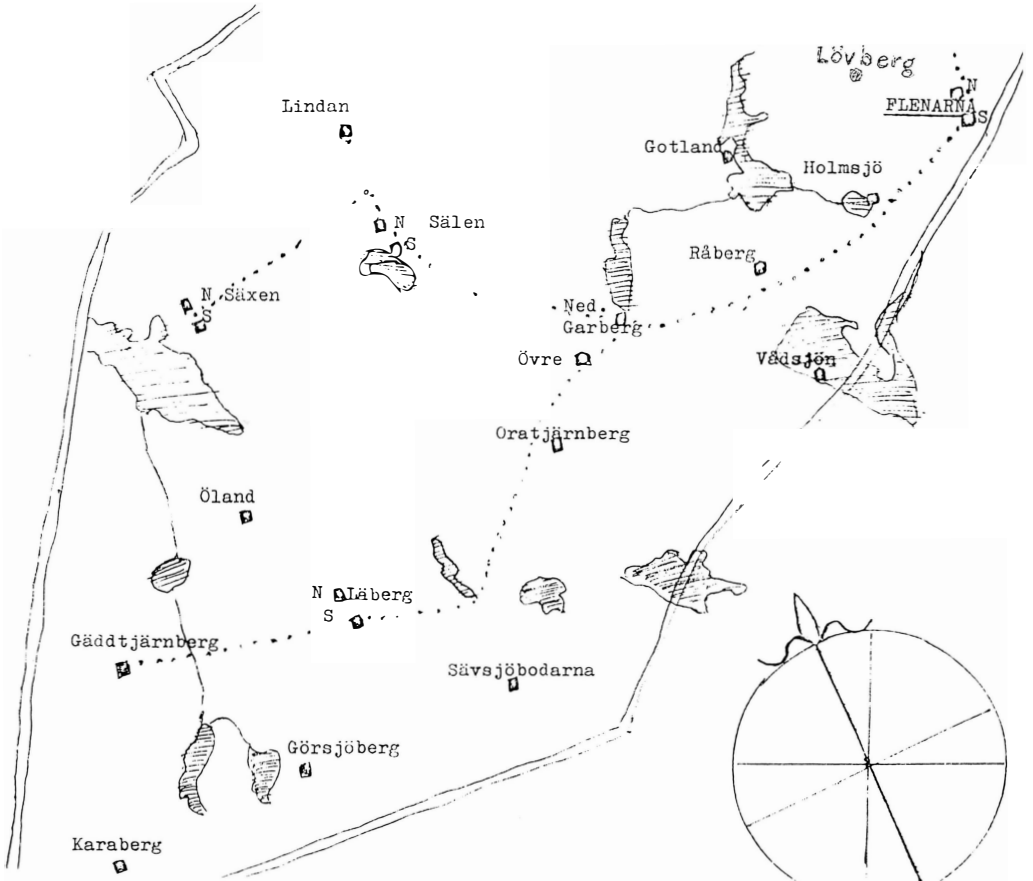 Lövberg
N
FLENARNA
S
Lindan
Gotland
Holmsjö
N Sälen
S
Råberg
N Säxen
S
Ned.
Garberg
Övre
Vådsjön
Oratjärnberg
Öland
N Läberg
S
Gäddtjärnberg
Sävsjöbodarna
Görsjöberg
Karaberg